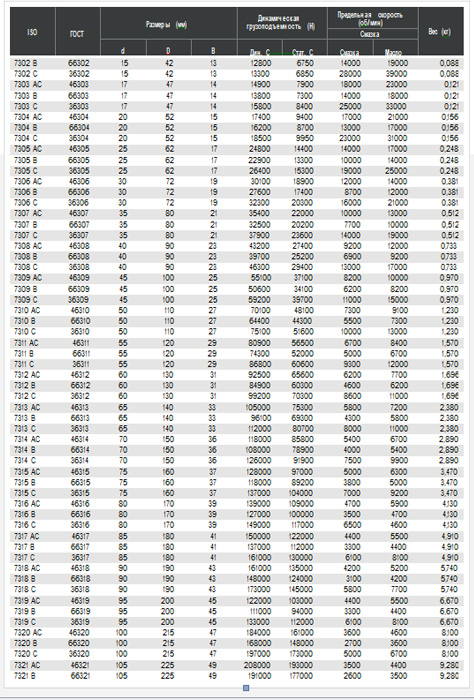 ISO ГОСТ Размеры (мм) Динамическая грузоподъемность (Н) Предельная скорость (об/мин) Вес (кг)
Смазка
d D B Дин. C Стат. C Смазка Масло
7302 B 66302 15 42 13 12800 6750 14000 19000 0,088
7302 C 36302 15 42 13 13300 6850 28000 39000 0,088
7303 AC 46303 17 47 14 14900 7900 18000 23000 0,121
7303 B 66303 17 47 14 13800 7300 14000 18000 0,121
7303 C 36303 17 47 14 15800 8400 25000 33000 0,121
7304 AC 46304 20 52 15 17400 9400 17000 21000 0,156
7304 B 66304 20 52 15 16200 8700 13000 17000 0,156
7304 C 36304 20 52 15 18500 9950 23000 31000 0,156
7305 AC 46305 25 62 17 24800 14400 14000 17000 0,248
7305 B 66305 25 62 17 22900 13300 10000 14000 0,248
7305 C 36305 25 62 17 26400 15300 19000 25000 0,248
7306 AC 46306 30 72 19 30100 18900 12000 14000 0,381
7306 B 66306 30 72 19 27600 17400 8700 12000 0,381
7306 C 36306 30 72 19 32300 20300 16000 21000 0,381
7307 AC 46307 35 80 21 35400 22000 10000 13000 0,512
7307 B 66307 35 80 21 32500 20200 7700 10000 0,512
7307 C 36307 35 80 21 37900 23600 14000 19000 0,512
7308 AC 46308 40 90 23 43200 27400 9200 12000 0,733
7308 B 66308 40 90 23 39700 25200 6900 9200 0,733
7308 C 36308 40 90 23 46300 29400 13000 17000 0,733
7309 AC 46309 45 100 25 55100 37100 8200 10000 0,970
7309 B 66309 45 100 25 50600 34100 6200 8200 0,970
7309 C 36309 45 100 25 59200 39700 11000 15000 0,970
7310 AC 46310 50 110 27 70100 48100 7300 9100 1,230
7310 B 66310 50 110 27 64400 44300 5500 7300 1,230
7310 C 36310 50 110 27 75100 51600 10000 13000 1,230
7311 AC 46311 55 120 29 80900 56500 6700 8400 1,570
7311 B 66311 55 120 29 74300 52000 5000 6700 1,570
7311 C 36311 55 120 29 86800 60600 9300 12000 1,570
7312 AC 46312 60 130 31 92500 65600 6200 7700 1,696
7312 B 66312 60 130 31 84900 60300 4600 6200 1,696
7312 C 36312 60 130 31 99200 70300 8600 11000 1,696
7313 AC 46313 65 140 33 105000 75300 5800 7200 2,380
7313 B 66313 65 140 33 96100 69300 4300 5800 2,380
7313 C 36313 65 140 33 112000 80700 8000 11000 2,380
7314 AC 46314 70 150 36 118000 85800 5400 6700 2,890
7314 B 66314 70 150 36 108000 78900 4000 5400 2,890
7314 C 36314 70 150 36 126000 91900 7500 9900 2,890
7315 AC 46315 75 160 37 128000 97000 5000 6300 3,470
7315 B 66315 75 160 37 118000 89200 3800 5000 3,470
7315 C 36315 75 160 37 137000 104000 7000 9200 3,470
7316 AC 46316 80 170 39 139000 109000 4700 5900 4,130
7316 B 66316 80 170 39 127000 100000 3500 4700 4,130
7316 C 36316 80 170 39 149000 117000 6500 4600 4,130
7317 AC 46317 85 180 41 150000 122000 4400 5500 4,910
7317 B 66317 85 180 41 137000 112000 3300 4400 4,910
7317 C 36317 85 180 41 161000 130000 6100 8100 4,910
7318 AC 46318 90 190 43 161000 135000 4200 5200 5,740
7318 B 66318 90 190 43 148000 124000 3100 4200 5,740
7318 C 36318 90 190 43 173000 145000 5800 7700 5,740
7319 AC 46319 95 200 45 122000 103000 4400 5500 6,670
7319 B 66319 95 200 45 111000 94000 3300 4400 6,670
7319 C 36319 95 200 45 133000 112000 6100 8100 6,670
7320 AC 46320 100 215 47 184000 161000 3600 4600 8,100
7320 B 66320 100 215 47 168000 148000 2700 3600 8,100
7320 C 36320 100 215 47 197000 173000 5000 6700 8,100
7321 AC 46321 105 225 49 208000 193000 3500 4400 9,280
7321 B 66321 105 225 49 191000 177000 2600 3500 9,280